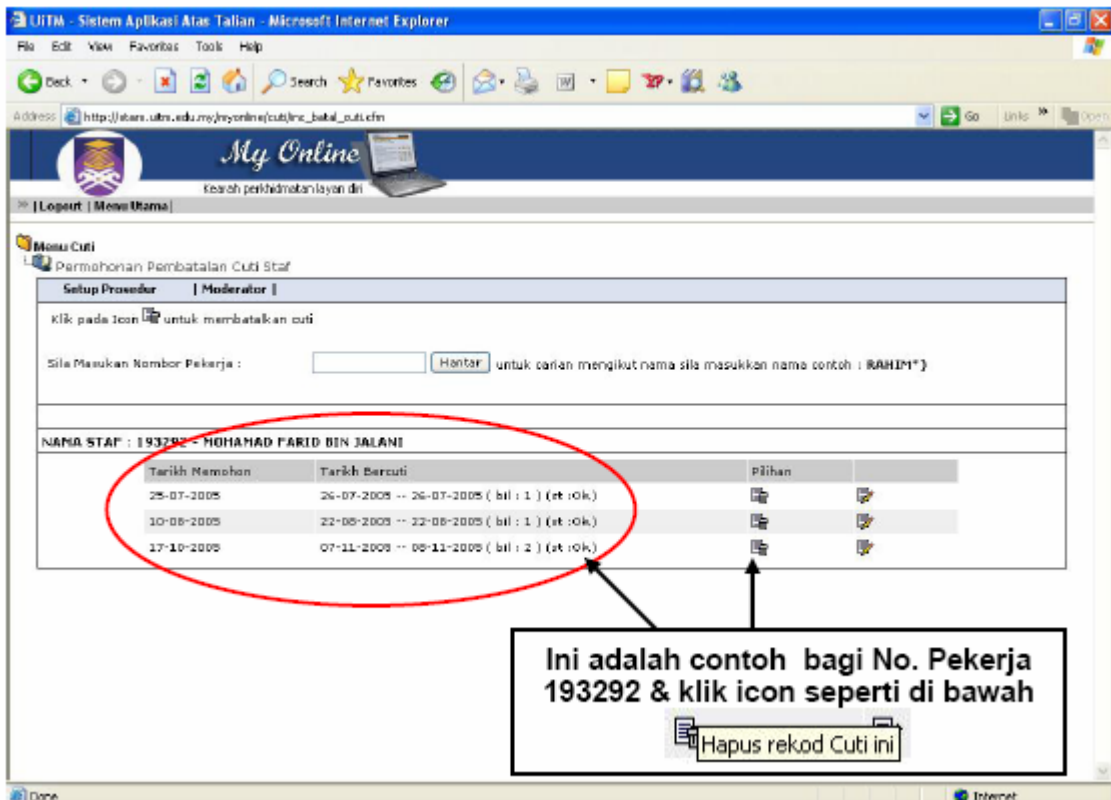 UiTM - Sistem Aplikasi Atas Talian - Microsoft Internet Explorer
File Edit View Favorites Tools Help
Back Search Favorites
Address http://stars.uitm.edu.my/myonline/cuti/inc_batal_cuti.cfm Go Links Open
My Online
Kearah perkhidmatan layan diri
| Logout | Menu Utama |
Menu Cuti
Permohonan Pembatalan Cuti Staf
Setup Prosedur | Moderator |
Klik pada Icon untuk membatalkan cuti
Sila Masukan Nombor Pekerja : Hantar untuk carian mengikut nama sila masukkan nama contoh : RAHIM*)
NAMA STAF : 193292 - MOHAMAD FARID BIN JALANI
Tarikh Memohon Tarikh Bercuti Pilihan
25-07-2005 26-07-2005 -- 26-07-2005 ( bil : 1 ) (st :Ok)
10-08-2005 22-08-2005 -- 22-08-2005 ( bil : 1 ) (st :Ok)
17-10-2005 07-11-2005 -- 08-11-2005 ( bil : 2 ) (st :Ok)
Ini adalah contoh bagi No. Pekerja
193292 & klik icon seperti di bawah
Hapus rekod Cuti ini
Done Internet